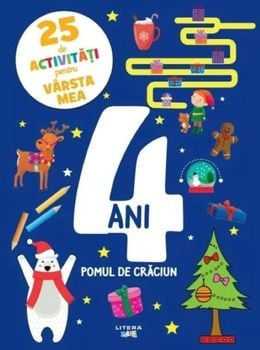 25
de
ACTIVITĂȚI
pentru
VÂRSTA
MEA
4
ANI
POMUL DE CRĂCIUN
LITERA